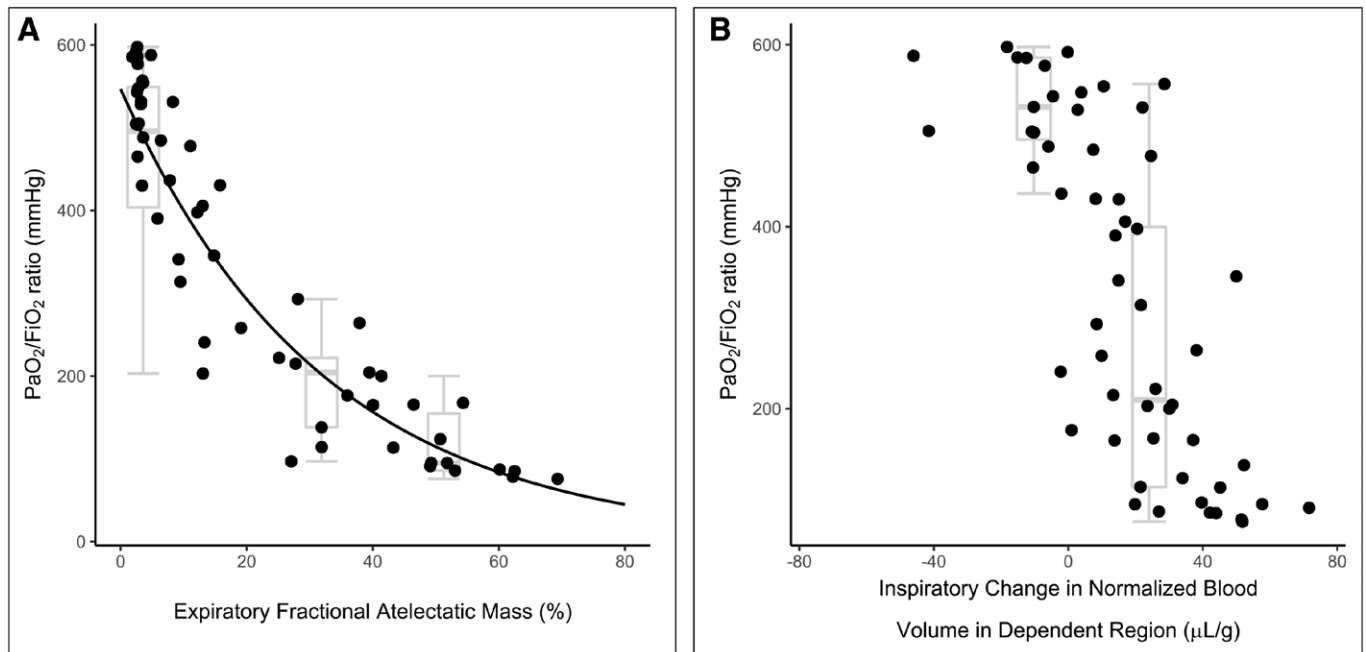 A
600
400
200
0
PaO₂/FiO₂ ratio (mmHg)
0 20 40 60 80
Expiratory Fractional Atelectatic Mass (%)
B
600
400
200
PaO₂/FiO₂ ratio (mmHg)
-80 -40 0 40 80
Inspiratory Change in Normalized Blood
Volume in Dependent Region (μL/g)